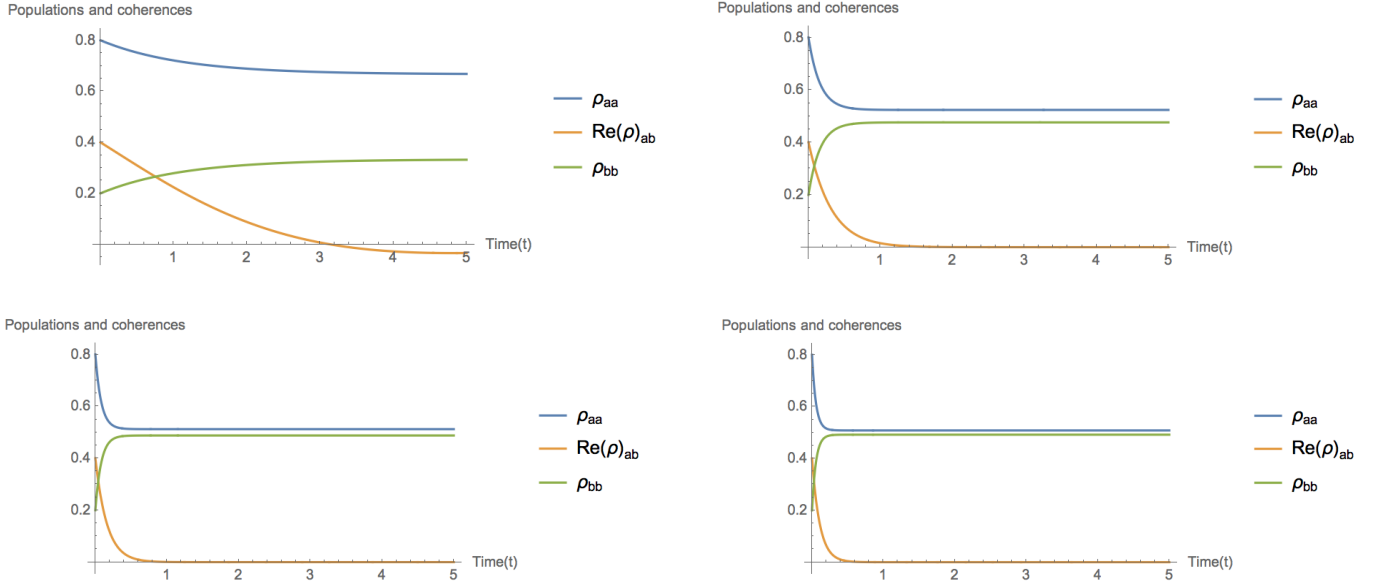 Populations and coherences
0.8
0.6
0.4
0.2
1 2 3 4 5
Time(t)
ρaa
Re(ρ)ab
ρbb
Populations and coherences
0.8
0.6
0.4
0.2
1 2 3 4 5
Time(t)
ρaa
Re(ρ)ab
ρbb
Populations and coherences
0.8
0.6
0.4
0.2
1 2 3 4 5
Time(t)
ρaa
Re(ρ)ab
ρbb
Populations and coherences
0.8
0.6
0.4
0.2
1 2 3 4 5
Time(t)
ρaa
Re(ρ)ab
ρbb